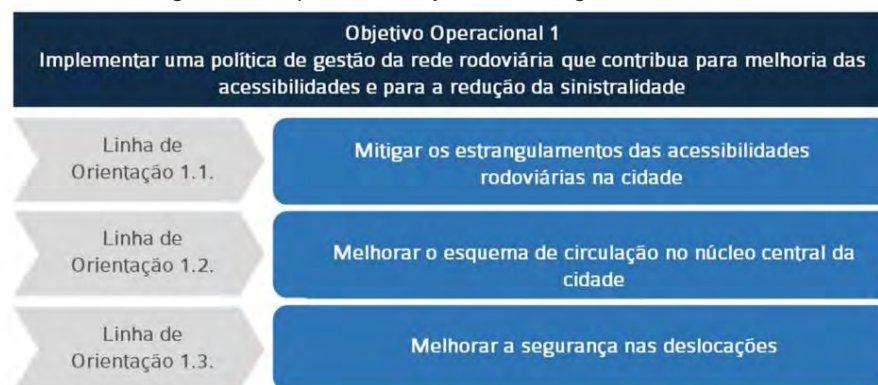 Objetivo Operacional 1
Implementar uma política de gestão da rede rodoviária que contribua para melhoria das
acessibilidades e para a redução da sinistralidade
Linha de
Orientação 1.1.
Mitigar os estrangulamentos das acessibilidades
rodoviárias na cidade
Linha de
Orientação 1.2.
Melhorar o esquema de circulação no núcleo central da
cidade
Linha de
Orientação 1.3.
Melhorar a segurança nas deslocações